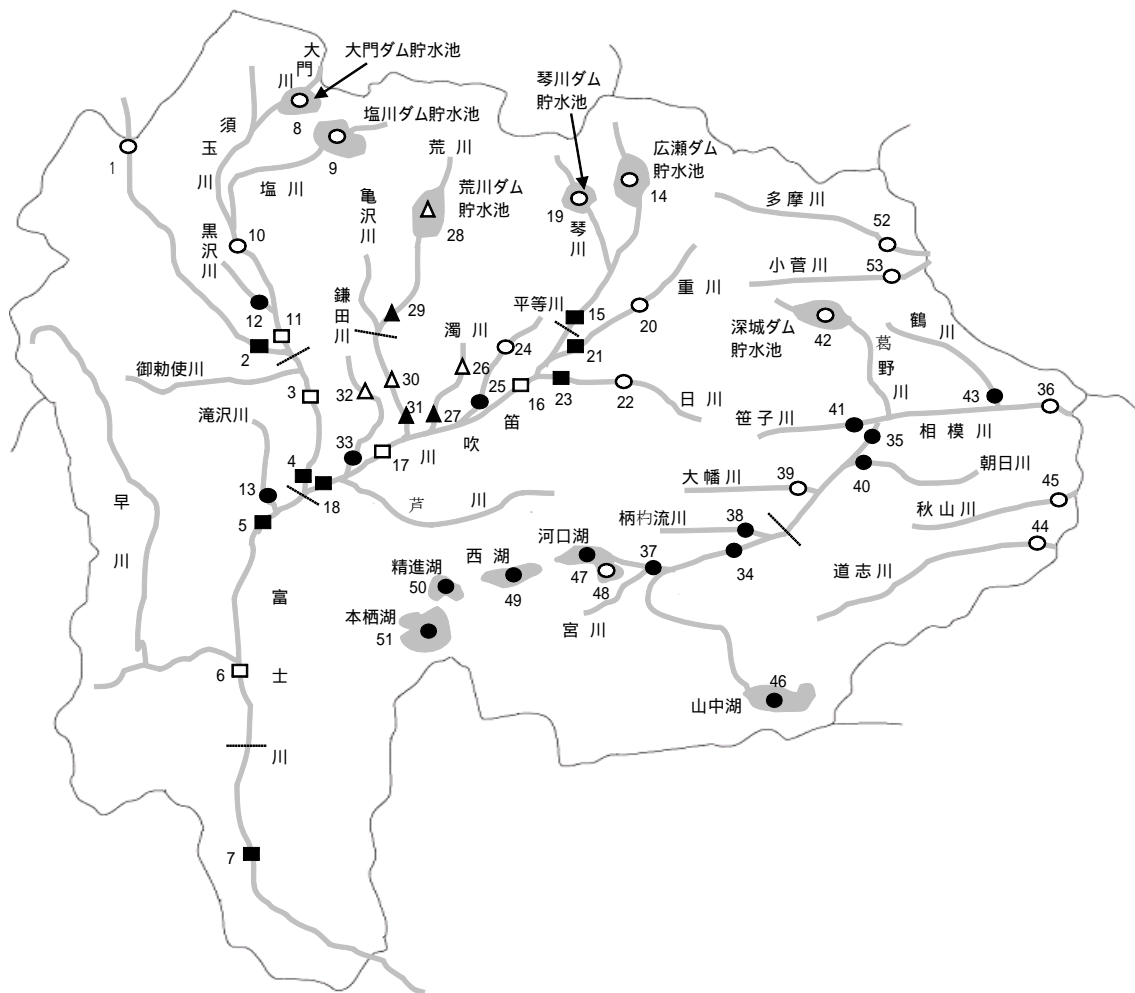 大門川
大門ダム貯水池
8
須玉川
塩川ダム貯水池
9
塩川
1
10
黒沢川
12
11
2
御勅使川
3
滝沢川
4
13
5
18
早川
富士川
6
7
荒川
荒川ダム
貯水池
28
亀沢川
29
鎌田川
30
32
31
33
濁川
26
27
24
25
17
笛吹川
16
芦川
琴川ダム
貯水池
19
琴川
広瀬ダム
貯水池
14
平等川
15
重川
20
21
23
22
日川
多摩川
52
小菅川
53
深城ダム
貯水池
42
鶴川
葛野川
43
36
笹子川
41
35
相模川
朝日川
40
大幡川
39
柄杓流川
38
34
37
秋山川
45
44
道志川
河口湖
47
48
西湖
49
精進湖
50
本栖湖
51
宮川
46
山中湖